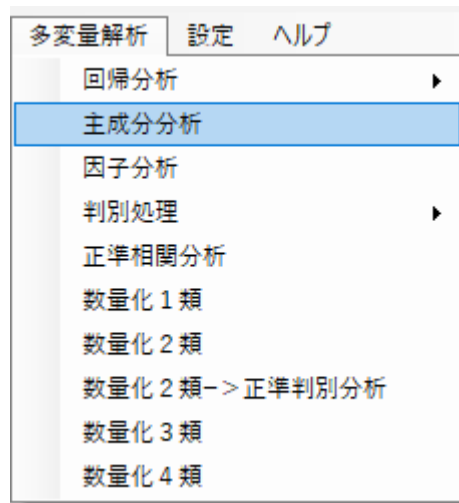 多変量解析 設定 ヘルプ
回帰分析
主成分分析
因子分析
判別処理
正準相関分析
数量化１類
数量化２類
数量化２類−＞正準判別分析
数量化３類
数量化４類